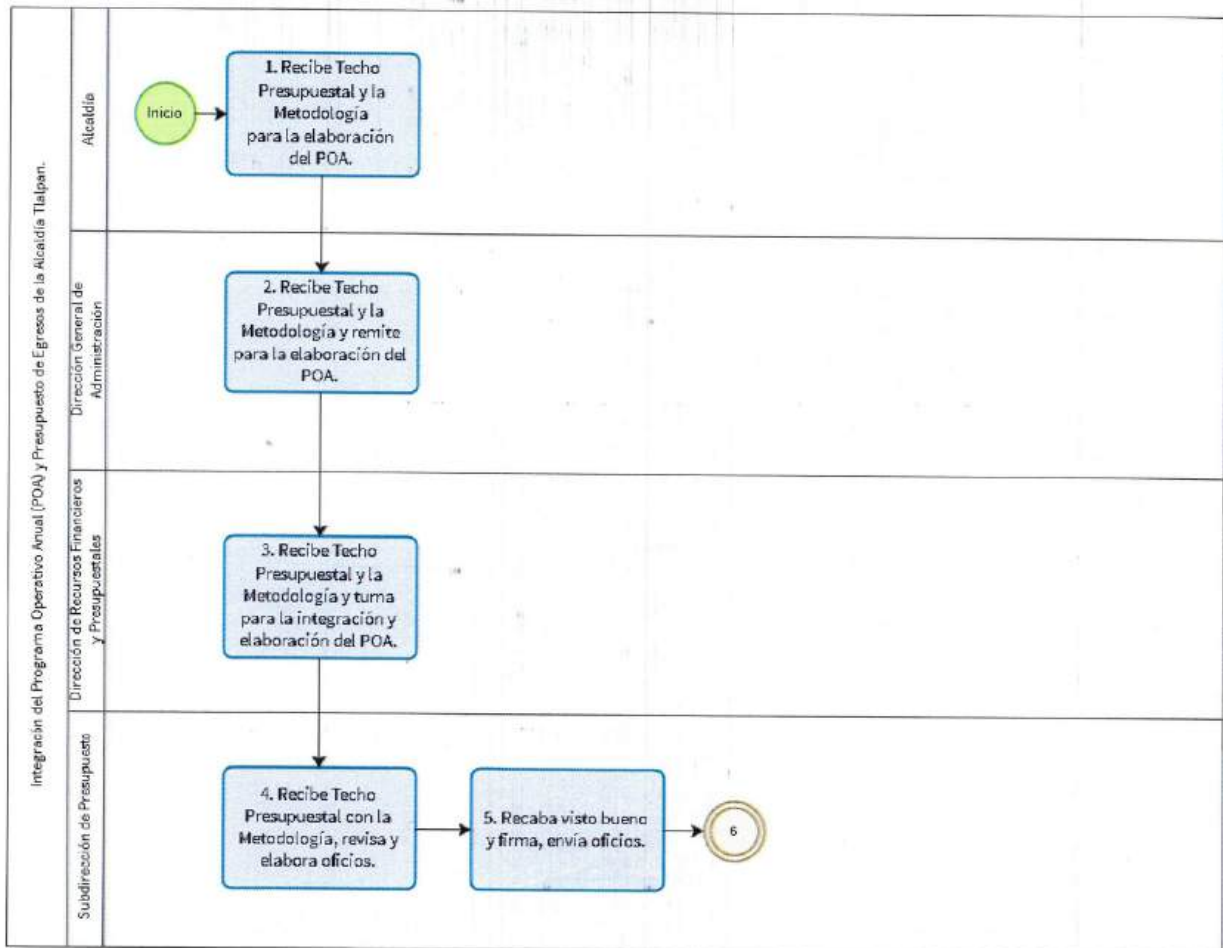 Integración del Programa Operativo Anual (POA) y Presupuesto de Egresos de la Alcaldía Tlalpan.
Alcaldía
Inicio
1. Recibe Techo
Presupuestal y la
Metodología
para la elaboración
del POA.
Dirección General de
Administración
2. Recibe Techo
Presupuestal y la
Metodología y remite
para la elaboración del
POA.
Dirección de Recursos Financieros
y Presupuestales
3. Recibe Techo
Presupuestal y la
Metodología y turna
para la integración y
elaboración del POA.
Subdirección de Presupuesto
4. Recibe Techo
Presupuestal con la
Metodología, revisa y
elabora oficios.
5. Recaba visto bueno
y firma, envía oficios.
6